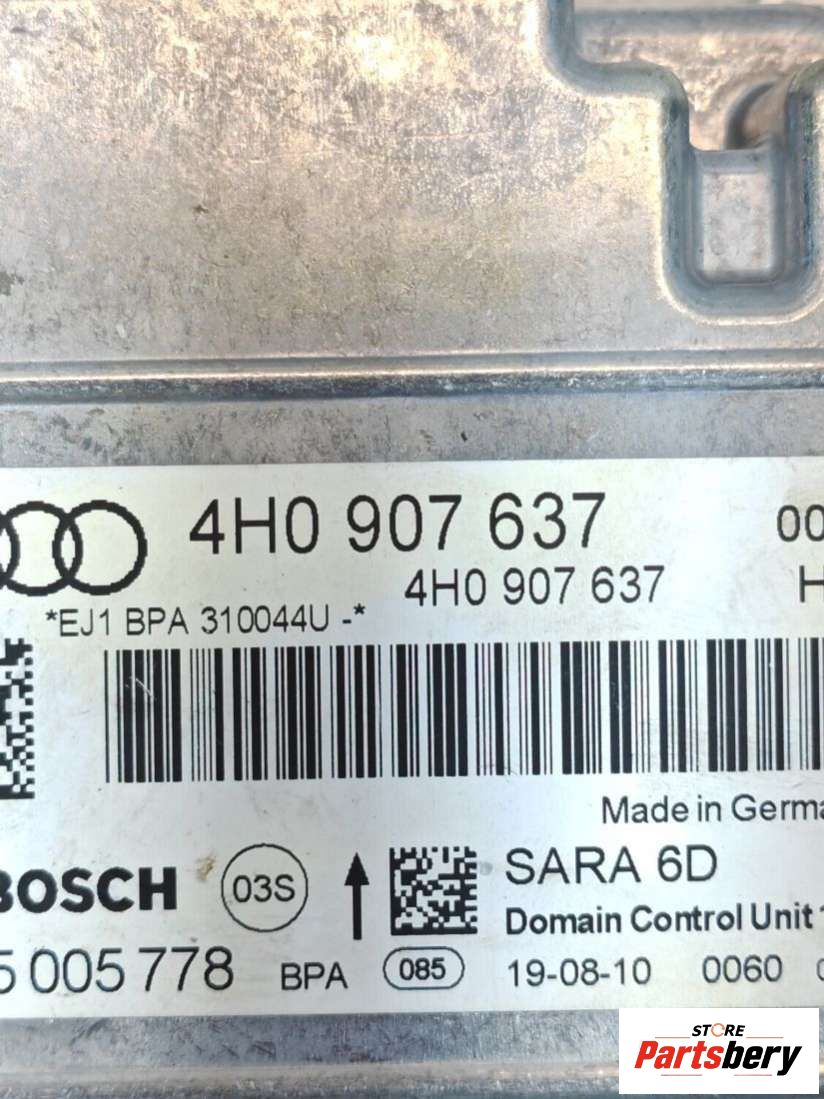 4H0 907 637 00
4H0 907 637 H
*EJ1 BPA 310044U -*
Made in Germa
BOSCH 03S SARA 6D
Domain Control Unit
5 005 778 BPA 085 19-08-10 0060
STORE
Partsbery